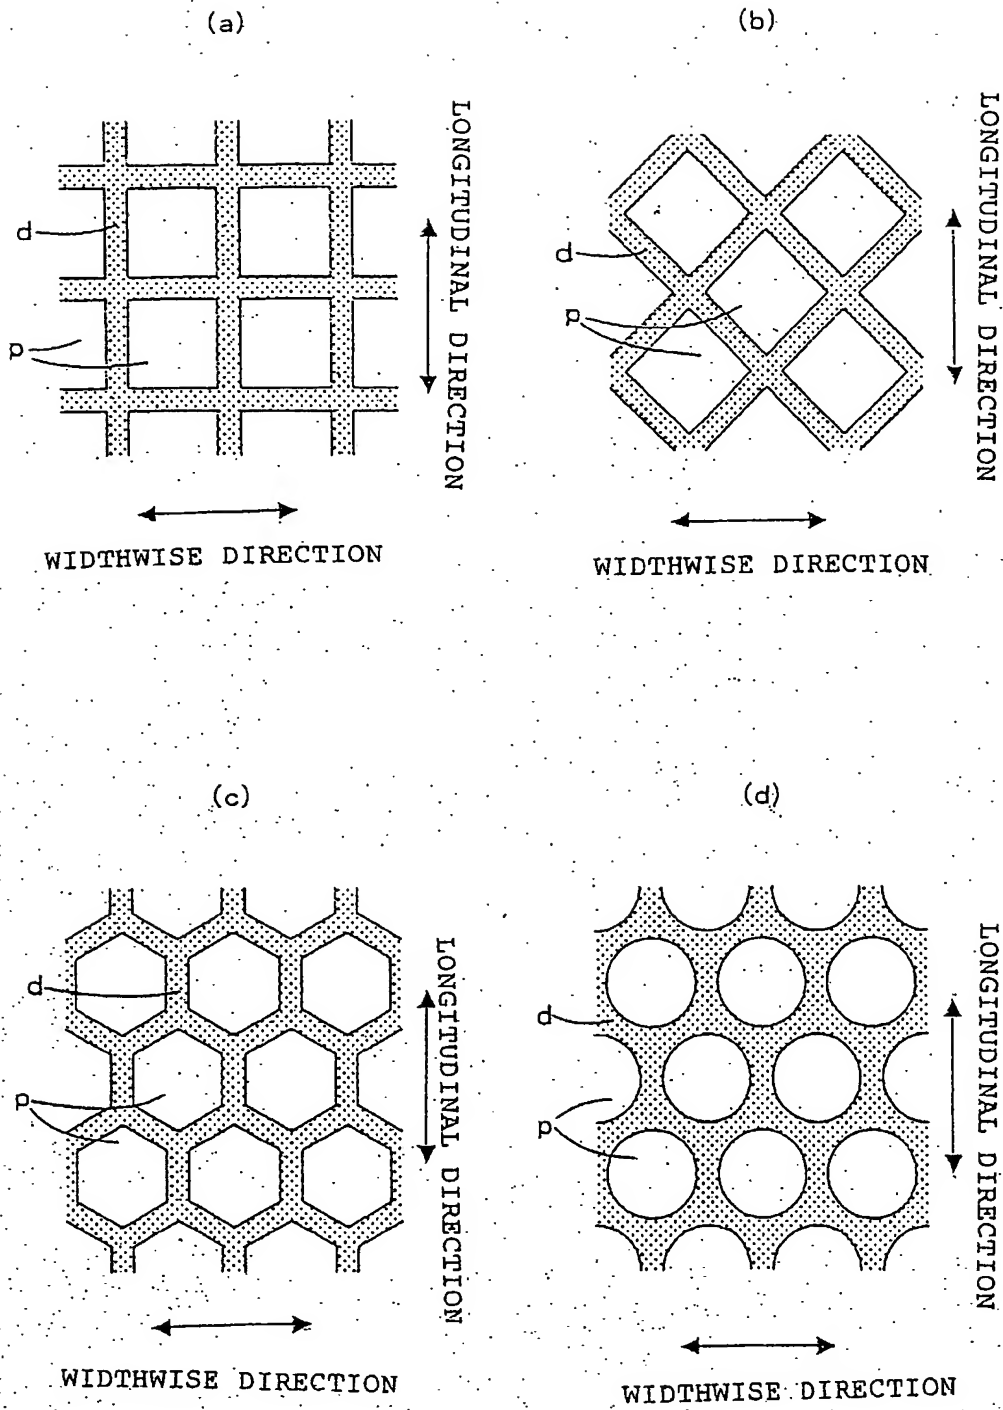 (a)
d
p
LONGITUDINAL DIRECTION
WIDTHWISE DIRECTION
(b)
d
p
LONGITUDINAL DIRECTION
WIDTHWISE DIRECTION
(c)
d
p
LONGITUDINAL DIRECTION
WIDTHWISE DIRECTION
(d)
d
p
LONGITUDINAL DIRECTION
WIDTHWISE DIRECTION